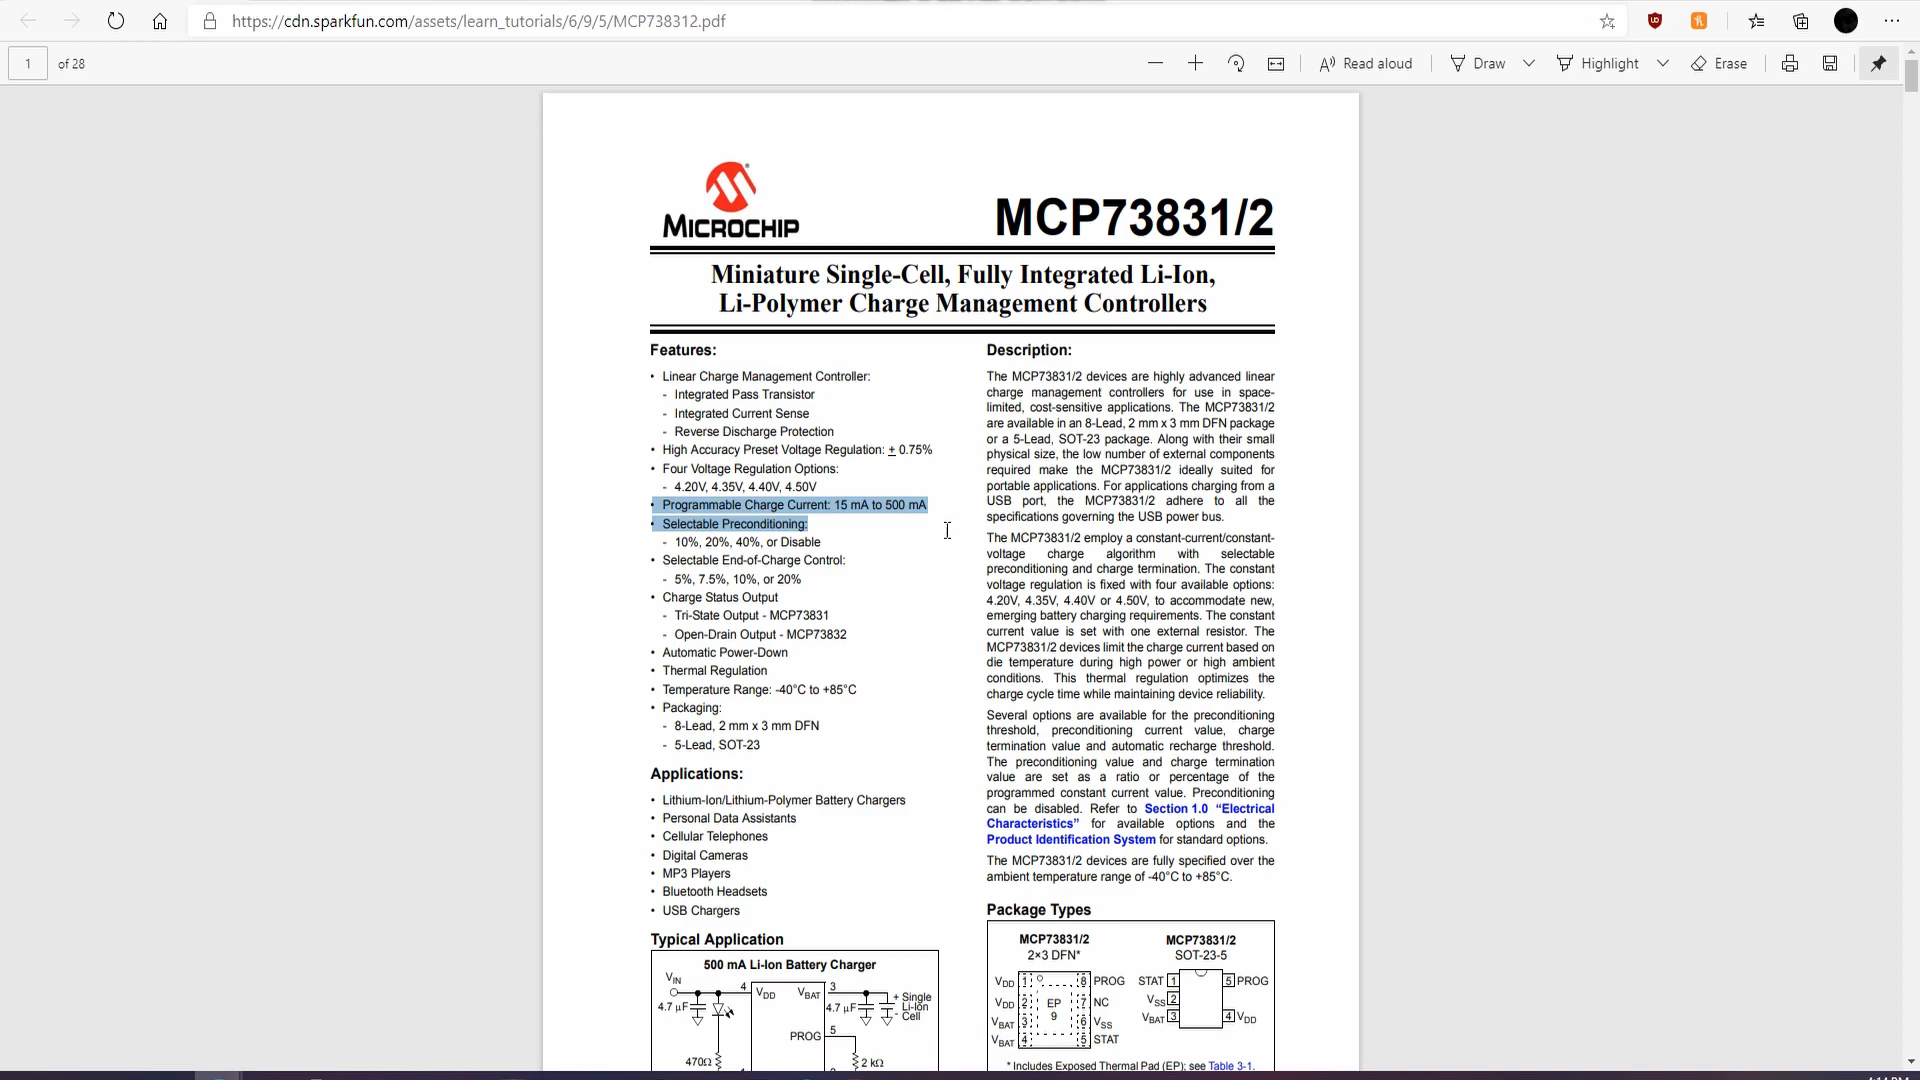 https://cdn.sparkfun.com/assets/learn_tutorials/6/9/5/MCP738312.pdf
1 of 28
Read aloud
Draw
Highlight
Erase
MICROCHIP
MCP73831/2
Miniature Single-Cell, Fully Integrated Li-Ion,
Li-Polymer Charge Management Controllers
Features:
• Linear Charge Management Controller:
- Integrated Pass Transistor
- Integrated Current Sense
- Reverse Discharge Protection
• High Accuracy Preset Voltage Regulation: ± 0.75%
• Four Voltage Regulation Options:
- 4.20V, 4.35V, 4.40V, 4.50V
• Programmable Charge Current: 15 mA to 500 mA
• Selectable Preconditioning:
- 10%, 20%, 40%, or Disable
• Selectable End-of-Charge Control:
- 5%, 7.5%, 10%, or 20%
• Charge Status Output
- Tri-State Output - MCP73831
- Open-Drain Output - MCP73832
• Automatic Power-Down
• Thermal Regulation
• Temperature Range: -40°C to +85°C
• Packaging:
- 8-Lead, 2 mm x 3 mm DFN
- 5-Lead, SOT-23
Applications:
• Lithium-Ion/Lithium-Polymer Battery Chargers
• Personal Data Assistants
• Cellular Telephones
• Digital Cameras
• MP3 Players
• Bluetooth Headsets
• USB Chargers
Typical Application
500 mA Li-Ion Battery Charger
VIN
4 VDD VBAT 3
4.7 µF
4.7 µF
+ Single
Li-Ion
- Cell
PROG 5
470Ω
2 kΩ
Description:
The MCP73831/2 devices are highly advanced linear
charge management controllers for use in space-
limited, cost-sensitive applications. The MCP73831/2
are available in an 8-Lead, 2 mm x 3 mm DFN package
or a 5-Lead, SOT-23 package. Along with their small
physical size, the low number of external components
required make the MCP73831/2 ideally suited for
portable applications. For applications charging from a
USB port, the MCP73831/2 adhere to all the
specifications governing the USB power bus.
The MCP73831/2 employ a constant-current/constant-
voltage charge algorithm with selectable
preconditioning and charge termination. The constant
voltage regulation is fixed with four available options:
4.20V, 4.35V, 4.40V or 4.50V, to accommodate new,
emerging battery charging requirements. The constant
current value is set with one external resistor. The
MCP73831/2 devices limit the charge current based on
die temperature during high power or high ambient
conditions. This thermal regulation optimizes the
charge cycle time while maintaining device reliability.
Several options are available for the preconditioning
threshold, preconditioning current value, charge
termination value and automatic recharge threshold.
The preconditioning value and charge termination
value are set as a ratio or percentage of the
programmed constant current value. Preconditioning
can be disabled. Refer to Section 1.0 “Electrical
Characteristics” for available options and the
Product Identification System for standard options.
The MCP73831/2 devices are fully specified over the
ambient temperature range of -40°C to +85°C.
Package Types
MCP73831/2
2×3 DFN*
VDD 1 8 PROG
VDD 2 7 NC
EP
9
VBAT 3 6 VSS
VBAT 4 5 STAT
MCP73831/2
SOT-23-5
STAT 1 5 PROG
VSS 2
VBAT 3 4 VDD
* Includes Exposed Thermal Pad (EP); see Table 3-1.